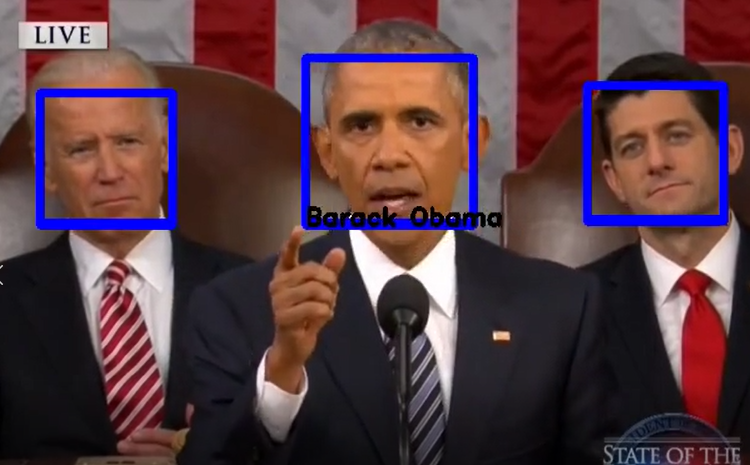 LIVE
Barack Obama
STATE OF THE